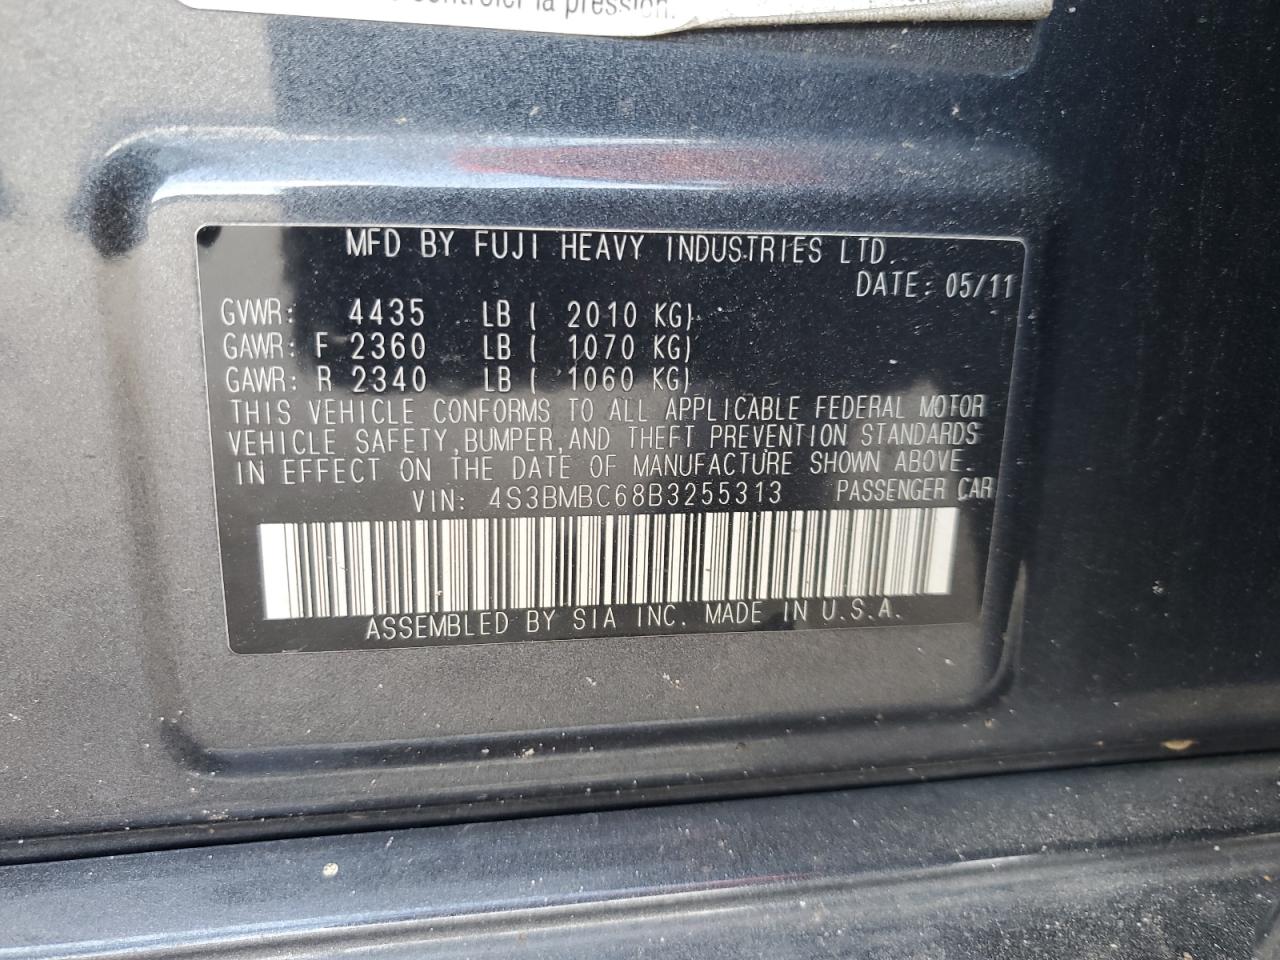 la pression.
MFD BY FUJI HEAVY INDUSTRIES LTD.
DATE: 05/11
GVWR: 4435 LB ( 2010 KG)
GAWR: F 2360 LB ( 1070 KG)
GAWR: R 2340 LB ( 1060 KG)
THIS VEHICLE CONFORMS TO ALL APPLICABLE FEDERAL MOTOR
VEHICLE SAFETY, BUMPER, AND THEFT PREVENTION STANDARDS
IN EFFECT ON THE DATE OF MANUFACTURE SHOWN ABOVE.
VIN: 4S3BMBC68B3255313 PASSENGER CAR
ASSEMBLED BY SIA INC. MADE IN U.S.A.